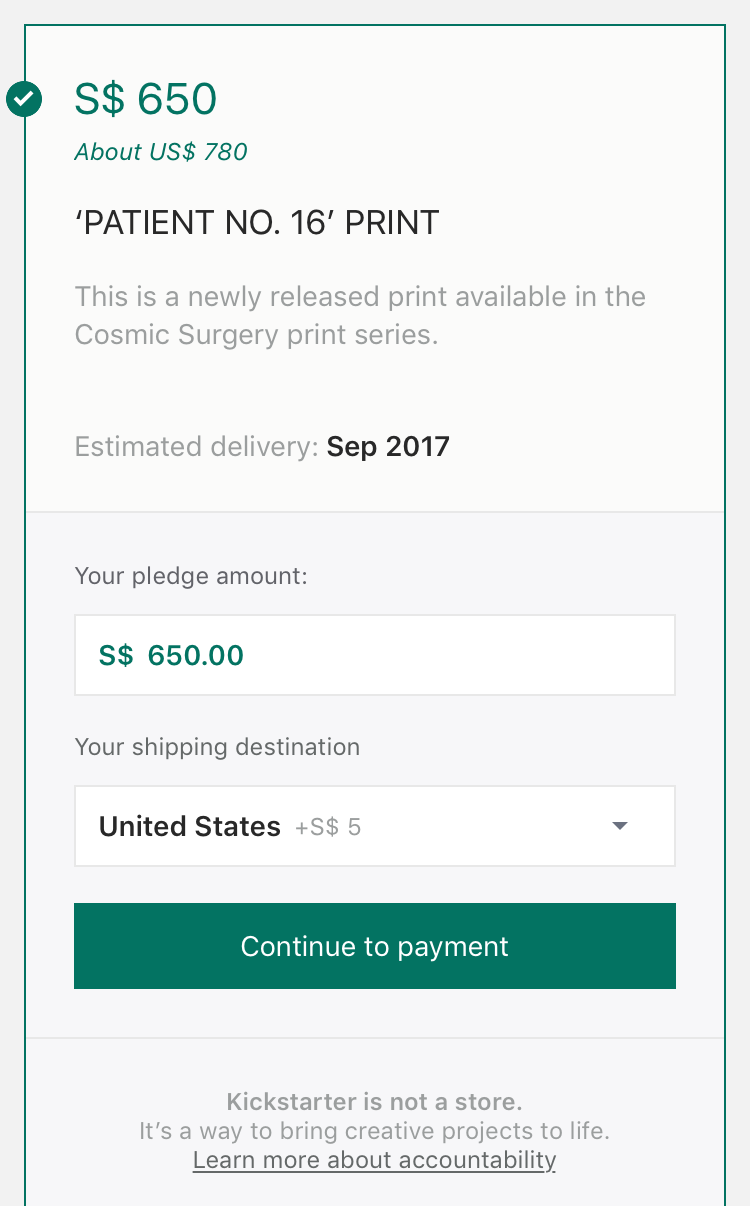 S$ 650
About US$ 780
‘PATIENT NO. 16’ PRINT
This is a newly released print available in the
Cosmic Surgery print series.
Estimated delivery: Sep 2017
Your pledge amount:
S$ 650.00
Your shipping destination
United States +S$ 5
Continue to payment
Kickstarter is not a store.
It’s a way to bring creative projects to life.
Learn more about accountability